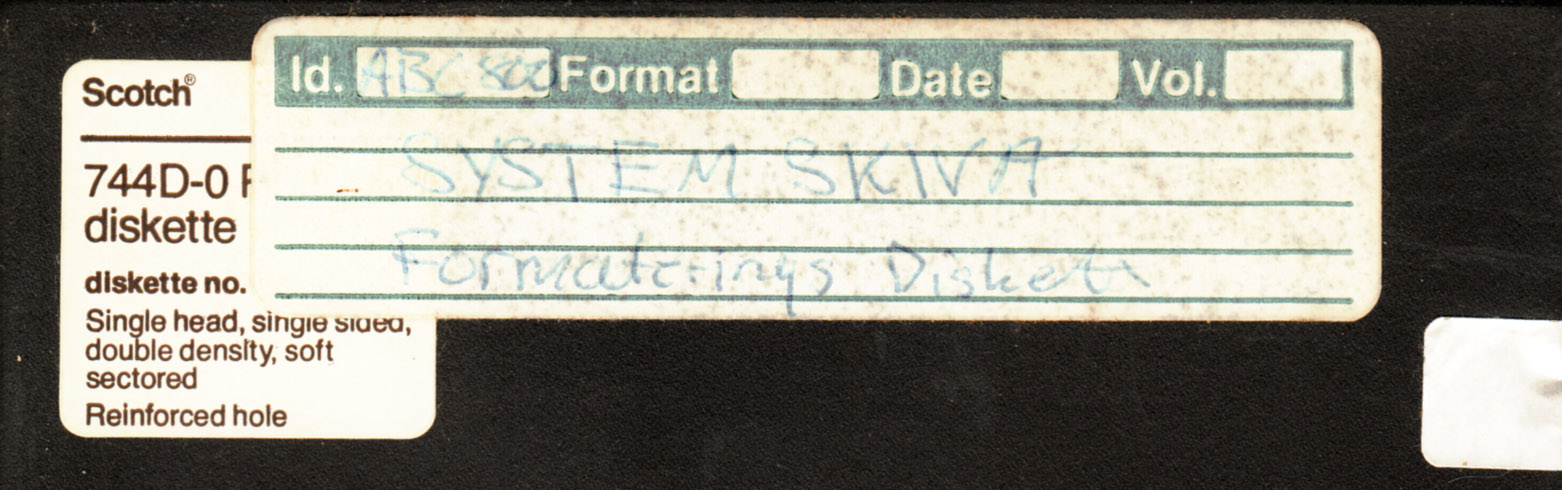 Scotch®
744D-0
diskette
diskette no.
Single head, single sided,
double density, soft
sectored
Reinforced hole
Id. ABC 800 Format Date Vol.
SYSTEM SKIVA
Formaterings Diskett